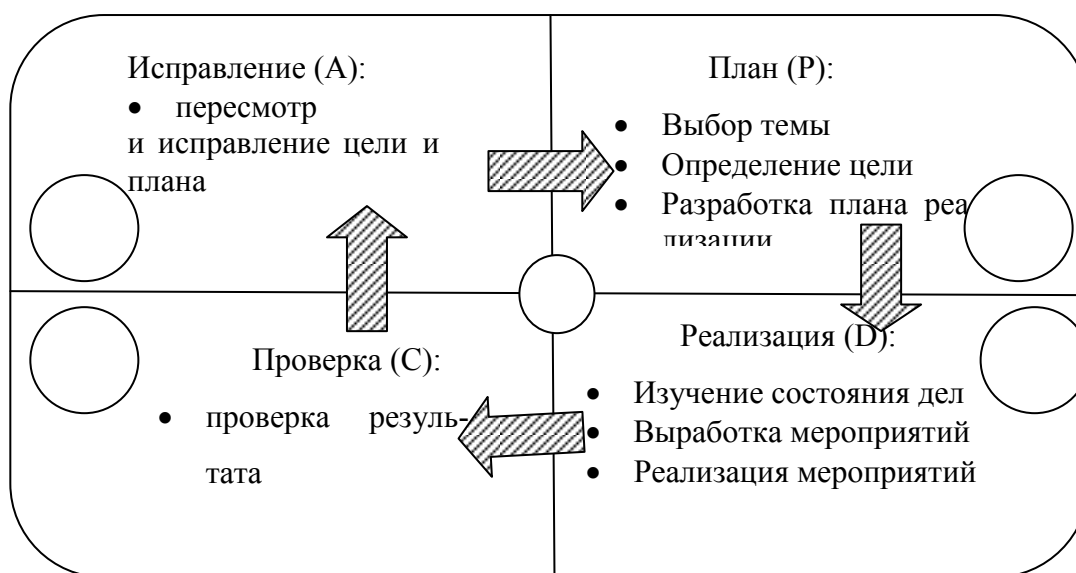 Исправление (А):
• пересмотр
и исправление цели и
плана
План (Р):
• Выбор темы
• Определение цели
• Разработка плана реа
лизации
Проверка (С):
• проверка резуль-
тата
Реализация (D):
• Изучение состояния дел
• Выработка мероприятий
• Реализация мероприятий